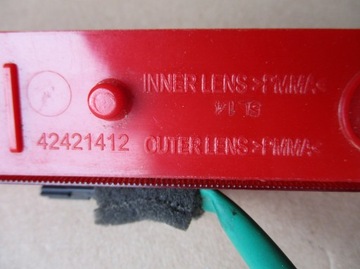 INNER LENS >PMMA<
42421412 OUTER LENS >PMMA<